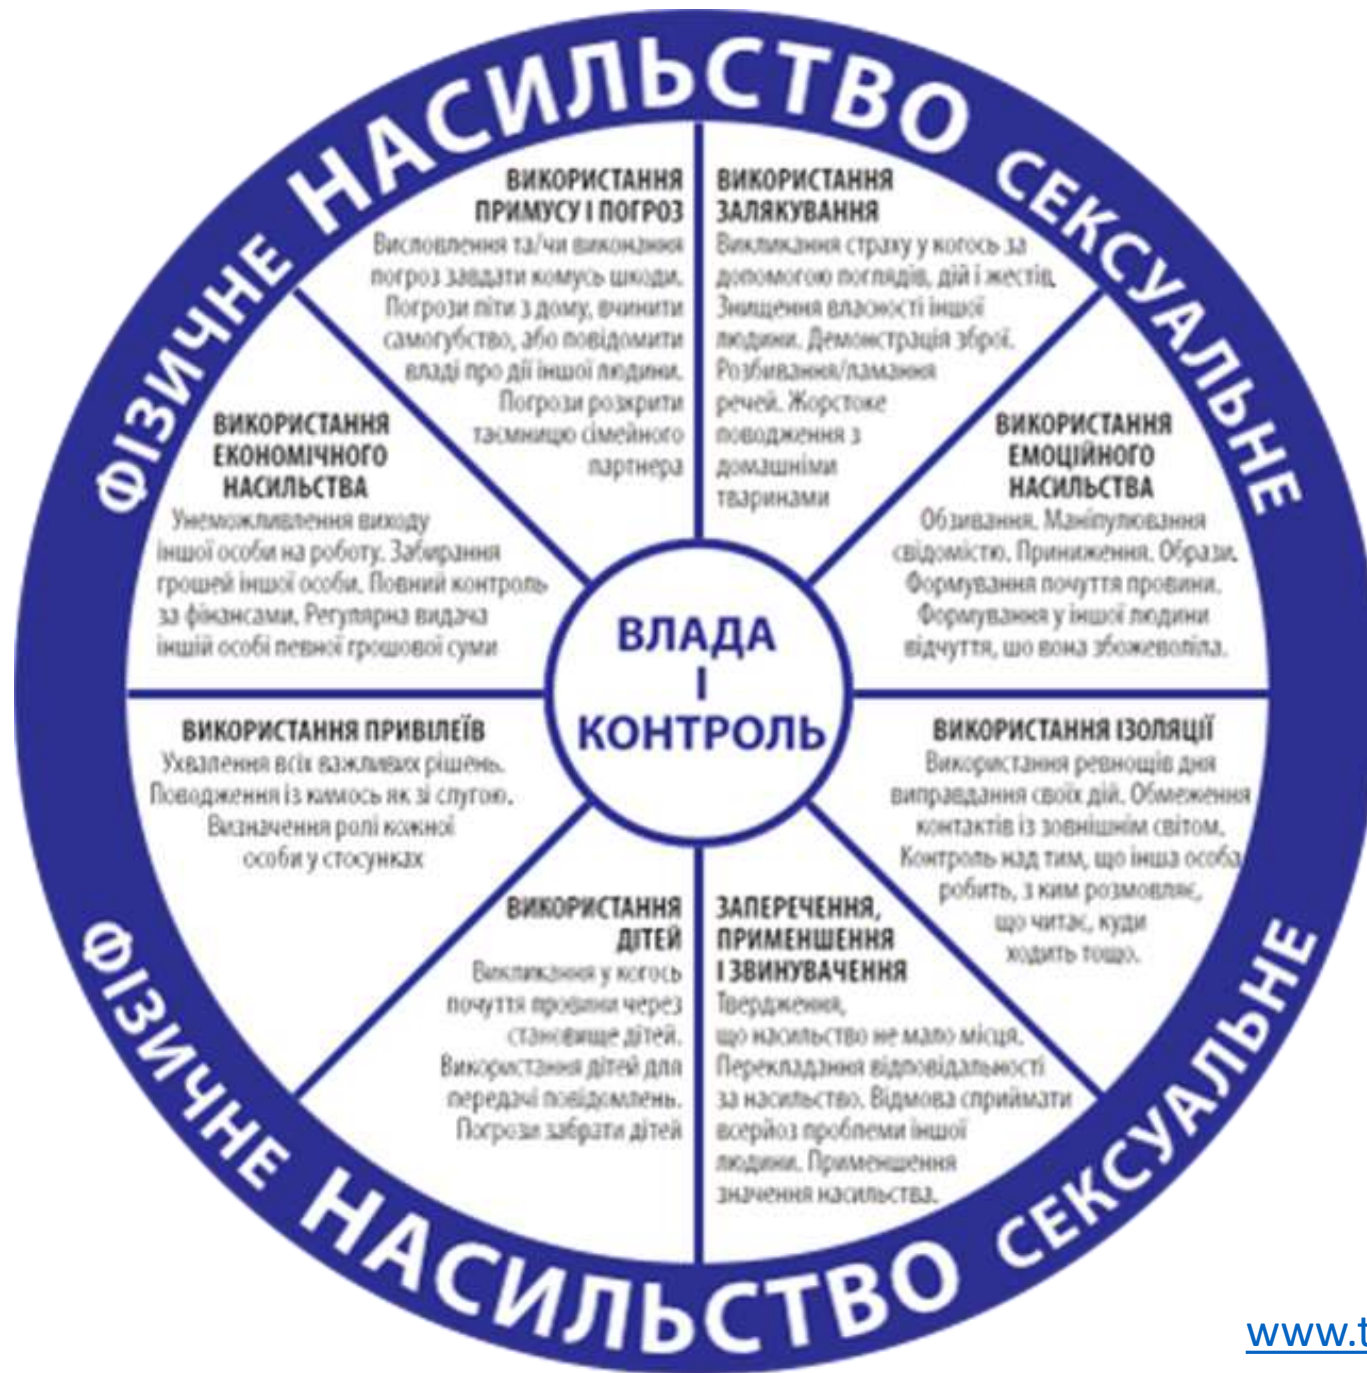 ФІЗИЧНЕ НАСИЛЬСТВО СЕКСУАЛЬНЕ
ВИКОРИСТАННЯ
ПРИМУСУ І ПОГРОЗ
Висловлення та/чи виконання
погроз завдати комусь шкоди.
Погрози піти з дому, вчинити
самогубство, або повідомити
владі про дії іншої людини.
Погрози розкрити
таємницю сімейного
партнера
ВИКОРИСТАННЯ
ЗАЛЯКУВАННЯ
Викликання страху у когось за
допомогою поглядів, дій і жестів.
Знищення власності іншої
людини. Демонстрація зброї.
Розбивання/ламання
речей. Жорстоке
поводження з
домашніми
тваринами
ВИКОРИСТАННЯ
ЕКОНОМІЧНОГО
НАСИЛЬСТВА
Унеможливлення виходу
іншої особи на роботу. Забирання
грошей іншої особи. Повний контроль
за фінансами. Регулярна видача
іншій особі певної грошової суми
ВИКОРИСТАННЯ
ЕМОЦІЙНОГО
НАСИЛЬСТВА
Обзивання. Маніпулювання
свідомістю. Приниження. Образи.
Формування почуття провини.
Формування у іншої людини
відчуття, шо вона збожеволіла.
ВЛАДА
І
КОНТРОЛЬ
ВИКОРИСТАННЯ ПРИВІЛЕЇВ
Ухвалення всіх важливих рішень.
Поводження із кимось як зі слугою.
Визначення ролі кожної
особи у стосунках
ВИКОРИСТАННЯ ІЗОЛЯЦІЇ
Використання ревнощів дня
виправдання своїх дій. Обмеження
контактів із зовнішнім світом.
Контроль над тим, що інша особа
робить, з ким розмовляє,
що читає, куди
ходить тощо.
ВИКОРИСТАННЯ
ДІТЕЙ
Викликання у когось
почуття провини через
становище дітей.
Використання дітей для
передачі повідомлень.
Погрози забрати дітей
ЗАПЕРЕЧЕННЯ,
ПРИМЕНШЕННЯ
І ЗВИНУВАЧЕННЯ
Твердження,
що насильство не мало місця.
Перекладання відповідальності
за насильство. Відмова сприймати
всерйоз проблеми іншої
людини. Применшення
значення насильства.
ФІЗИЧНЕ НАСИЛЬСТВО СЕКСУАЛЬНЕ
www.t